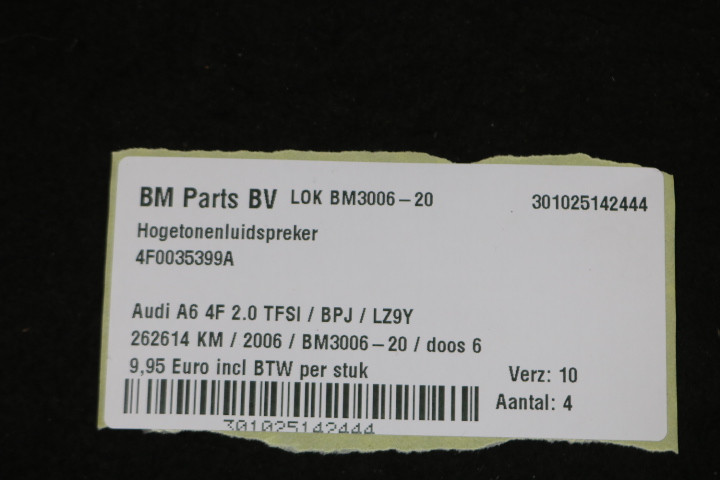 BM Parts BV LOK BM3006-20 301025142444
Hogetonenluidspreker
4F0035399A
Audi A6 4F 2.0 TFSI / BPJ / LZ9Y
262614 KM / 2006 / BM3006-20 / doos 6
9,95 Euro incl BTW per stuk Verz: 10
Aantal: 4
301025142444